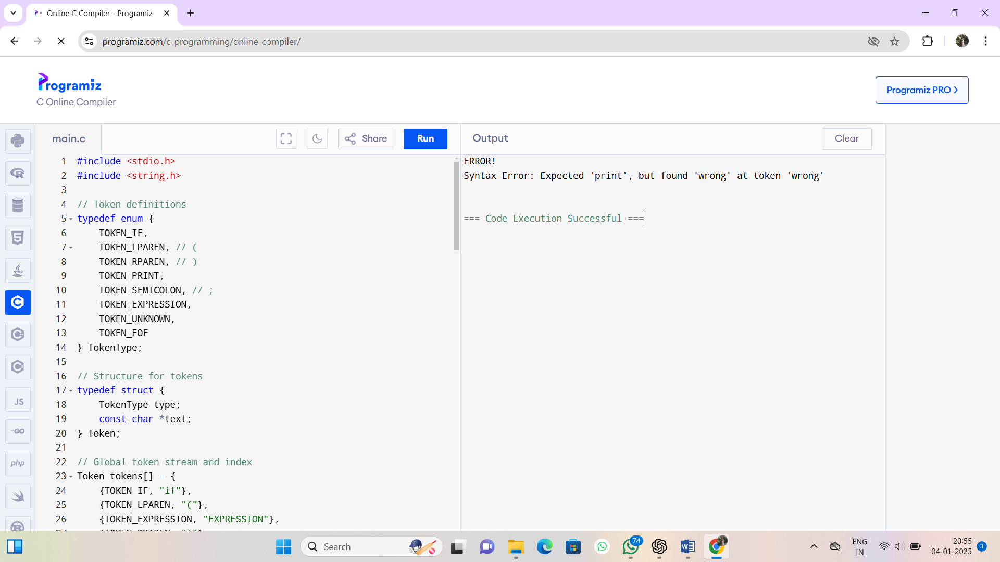 Online C Compiler - Programiz
programiz.com/c-programming/online-compiler/
Programiz
C Online Compiler
Programiz PRO
main.c
Share
Run
Output
Clear
1 #include <stdio.h>
2 #include <string.h>
3
4 // Token definitions
5 typedef enum {
6 TOKEN_IF,
7 TOKEN_LPAREN, // (
8 TOKEN_RPAREN, // )
9 TOKEN_PRINT,
10 TOKEN_SEMICOLON, // ;
11 TOKEN_EXPRESSION,
12 TOKEN_UNKNOWN,
13 TOKEN_EOF
14 } TokenType;
15
16 // Structure for tokens
17 typedef struct {
18 TokenType type;
19 const char *text;
20 } Token;
21
22 // Global token stream and index
23 Token tokens[] = {
24 {TOKEN_IF, "if"},
25 {TOKEN_LPAREN, "("},
26 {TOKEN_EXPRESSION, "EXPRESSION"},
ERROR!
Syntax Error: Expected 'print', but found 'wrong' at token 'wrong'
=== Code Execution Successful ===
JS
GO
php
Search
74
ENG
IN
20:55
04-01-2025
3